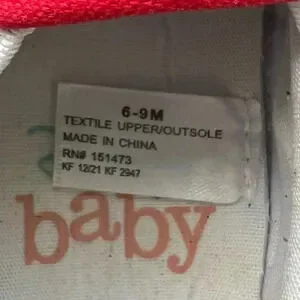 6-9M
TEXTILE UPPER/OUTSOLE
MADE IN CHINA
RN# 151473
KF 12/21 KF 2947
baby